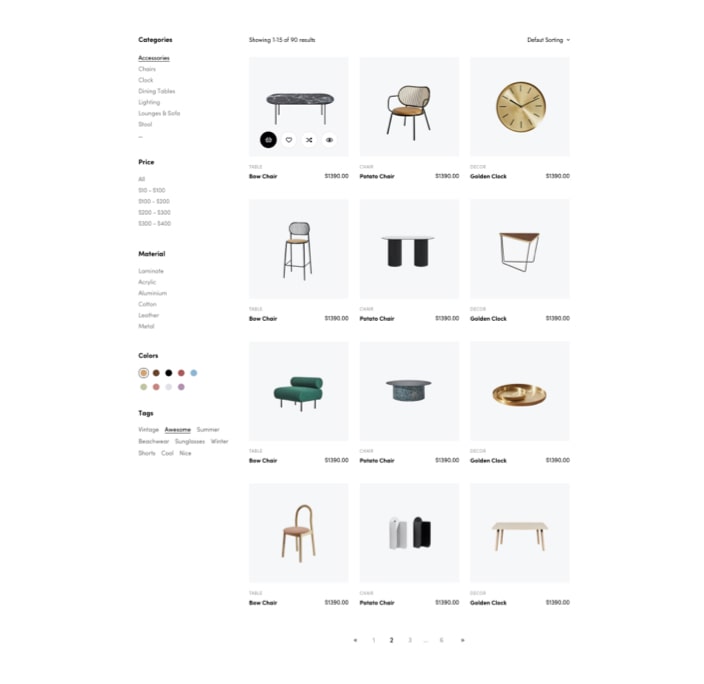 Categories
Accessories
Chairs
Clock
Dining Tables
Lighting
Lounges & Sofa
Stool
...
Price
All
$10 - $100
$100 - $200
$200 - $300
$300 - $400
Material
Laminate
Acrylic
Aluminium
Cotton
Leather
Metal
Colors
Tags
Vintage Awesome Summer
Beachwear Sunglasses Winter
Shorts Cool Nice
Showing 1-15 of 90 results
Defaut Sorting
TABLE
Bow Chair $1390.00
CHAIR
Potato Chair $1390.00
DECOR
Golden Clock $1390.00
TABLE
Bow Chair $1390.00
CHAIR
Potato Chair $1390.00
DECOR
Golden Clock $1390.00
TABLE
Bow Chair $1390.00
CHAIR
Potato Chair $1390.00
DECOR
Golden Clock $1390.00
TABLE
Bow Chair $1390.00
CHAIR
Potato Chair $1390.00
DECOR
Golden Clock $1390.00
1 2 3 ... 6